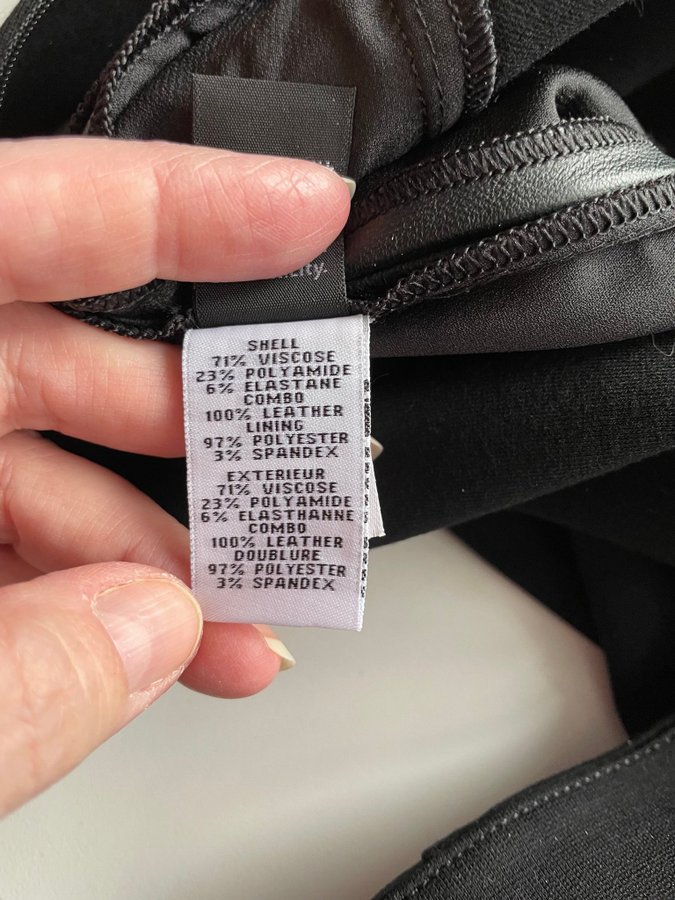 ity.
SHELL
71% VISCOSE
23% POLYAMIDE
6% ELASTANE
COMBO
100% LEATHER
LINING
97% POLYESTER
3% SPANDEX
EXTERIEUR
71% VISCOSE
23% POLYAMIDE
6% ELASTHANNE
COMBO
100% LEATHER
DOUBLURE
97% POLYESTER
3% SPANDEX